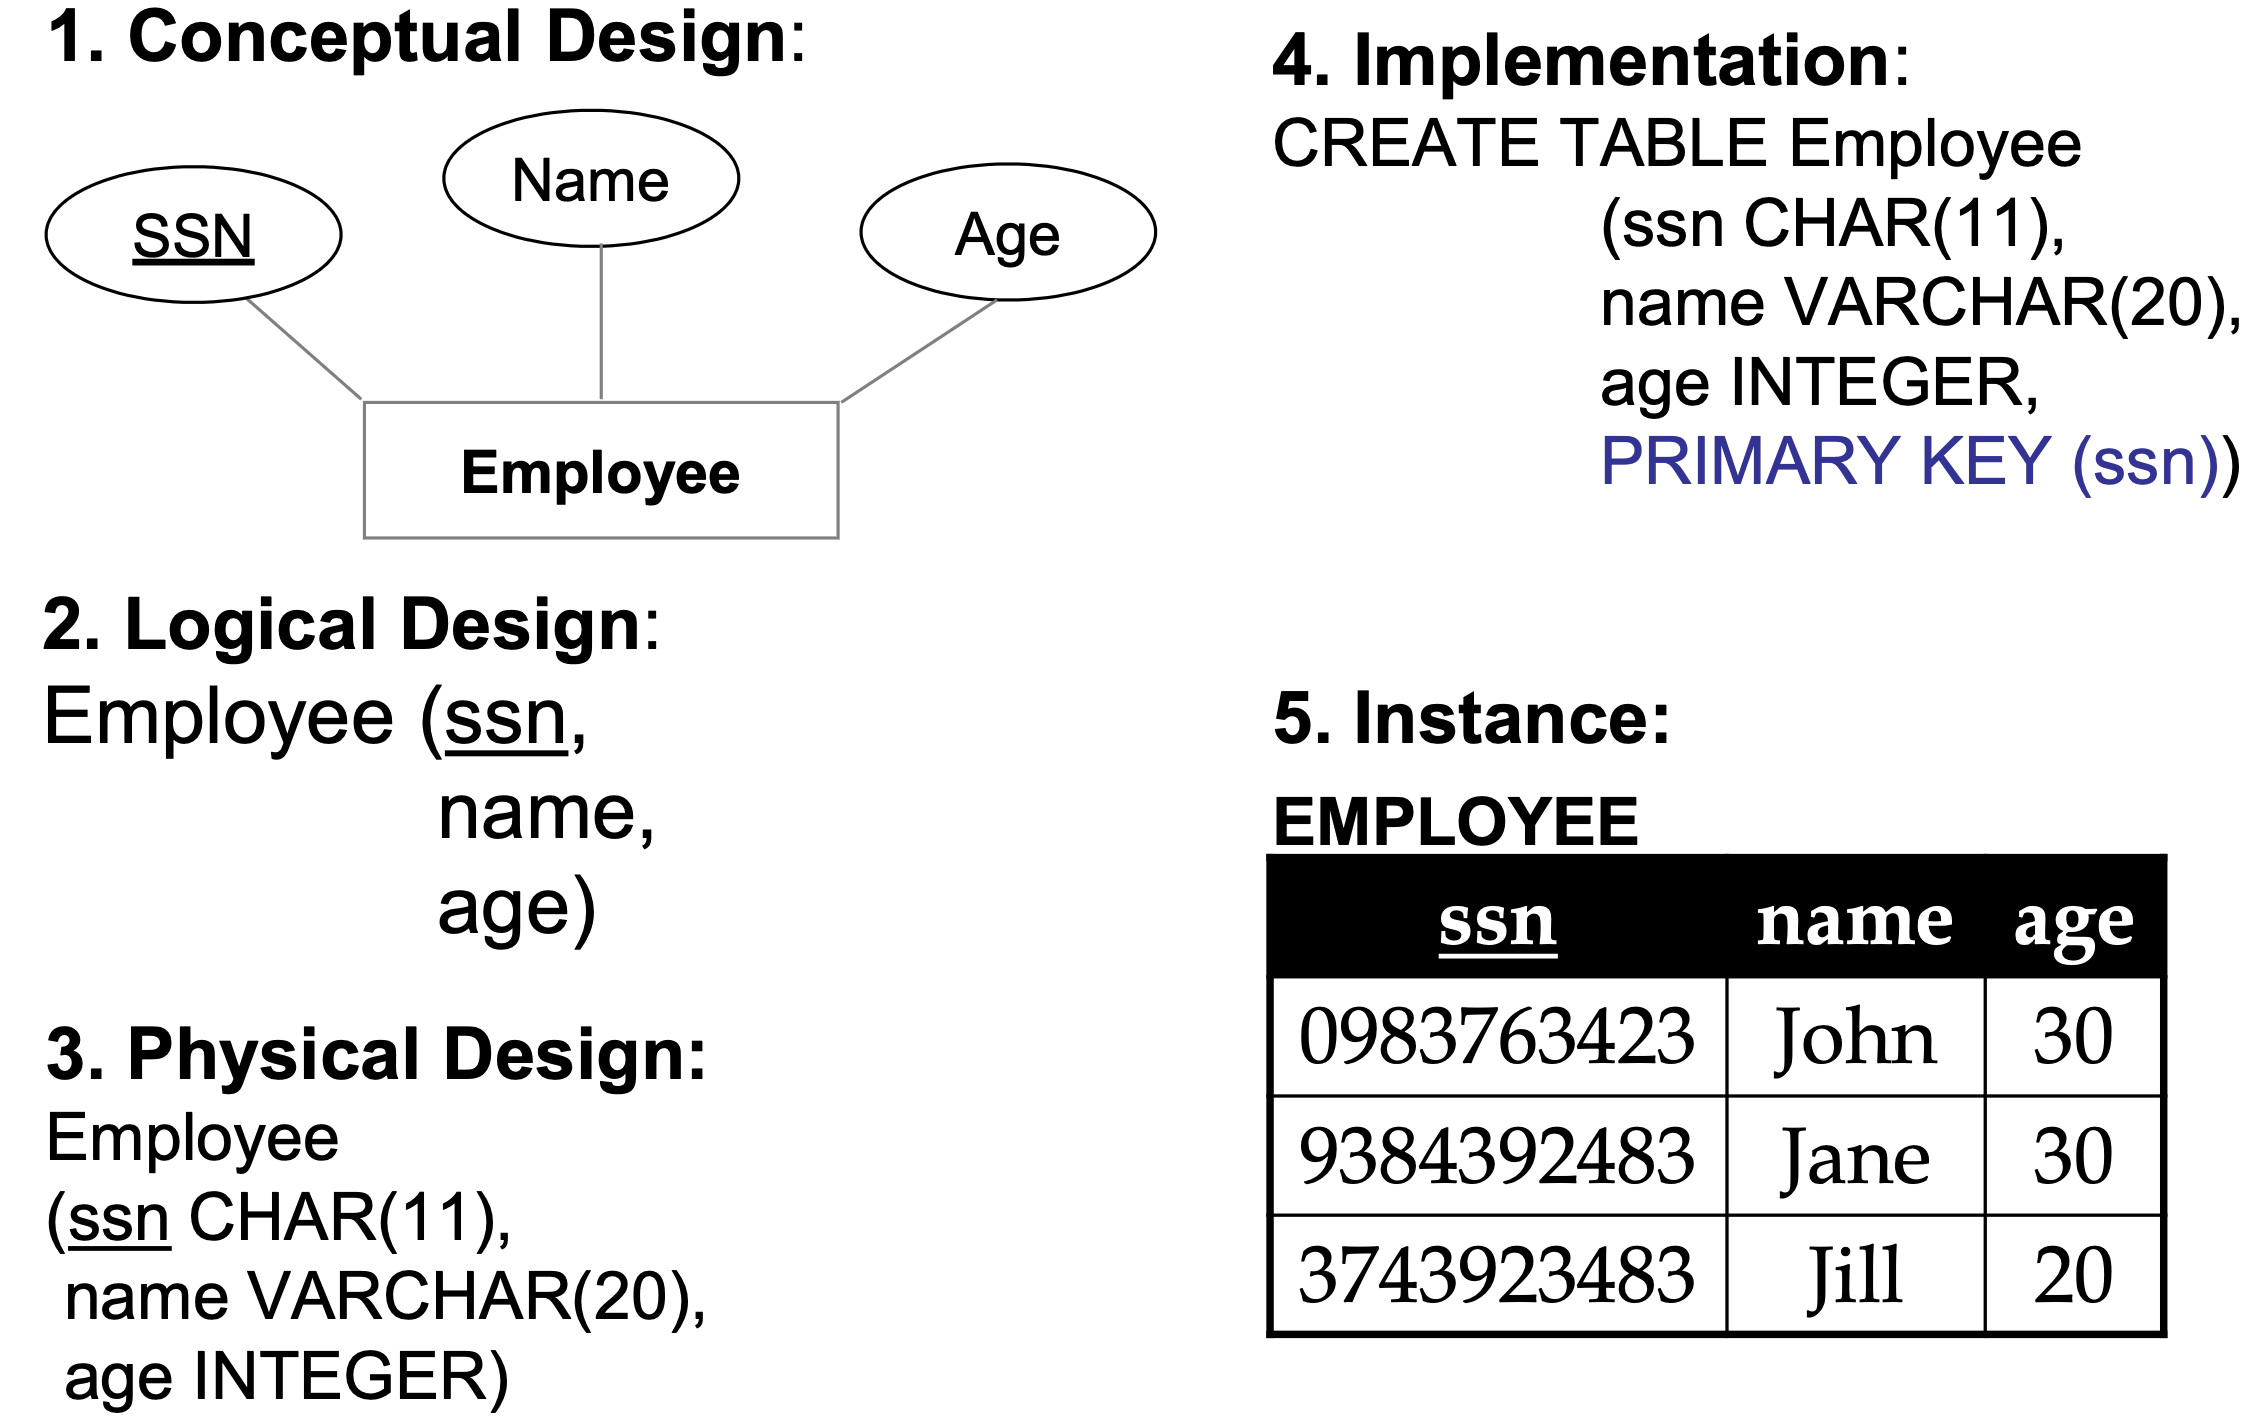 1. Conceptual Design:
SSN
Name
Age
Employee
2. Logical Design:
Employee (ssn,
name,
age)
3. Physical Design:
Employee
(ssn CHAR(11),
name VARCHAR(20),
age INTEGER)
4. Implementation:
CREATE TABLE Employee
(ssn CHAR(11),
name VARCHAR(20),
age INTEGER,
PRIMARY KEY (ssn))
5. Instance:
EMPLOYEE
ssn name age
0983763423 John 30
9384392483 Jane 30
3743923483 Jill 20